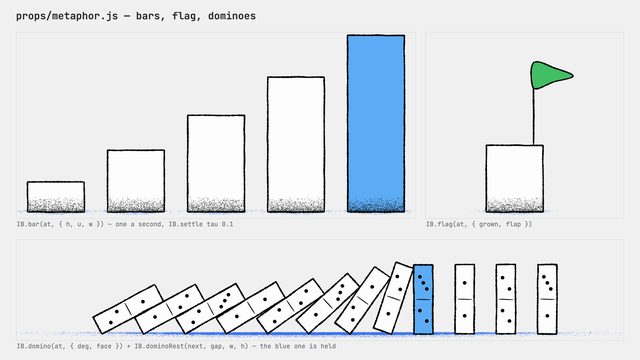 props/metaphor.js — bars, flag, dominoes
IB.bar(at, { h, u, w }) — one a second, IB.settle tau 0.1
IB.flag(at, { grown, flap })
IB.domino(at, { deg, face }) + IB.dominoRest(next, gap, w, h) — the blue one is held